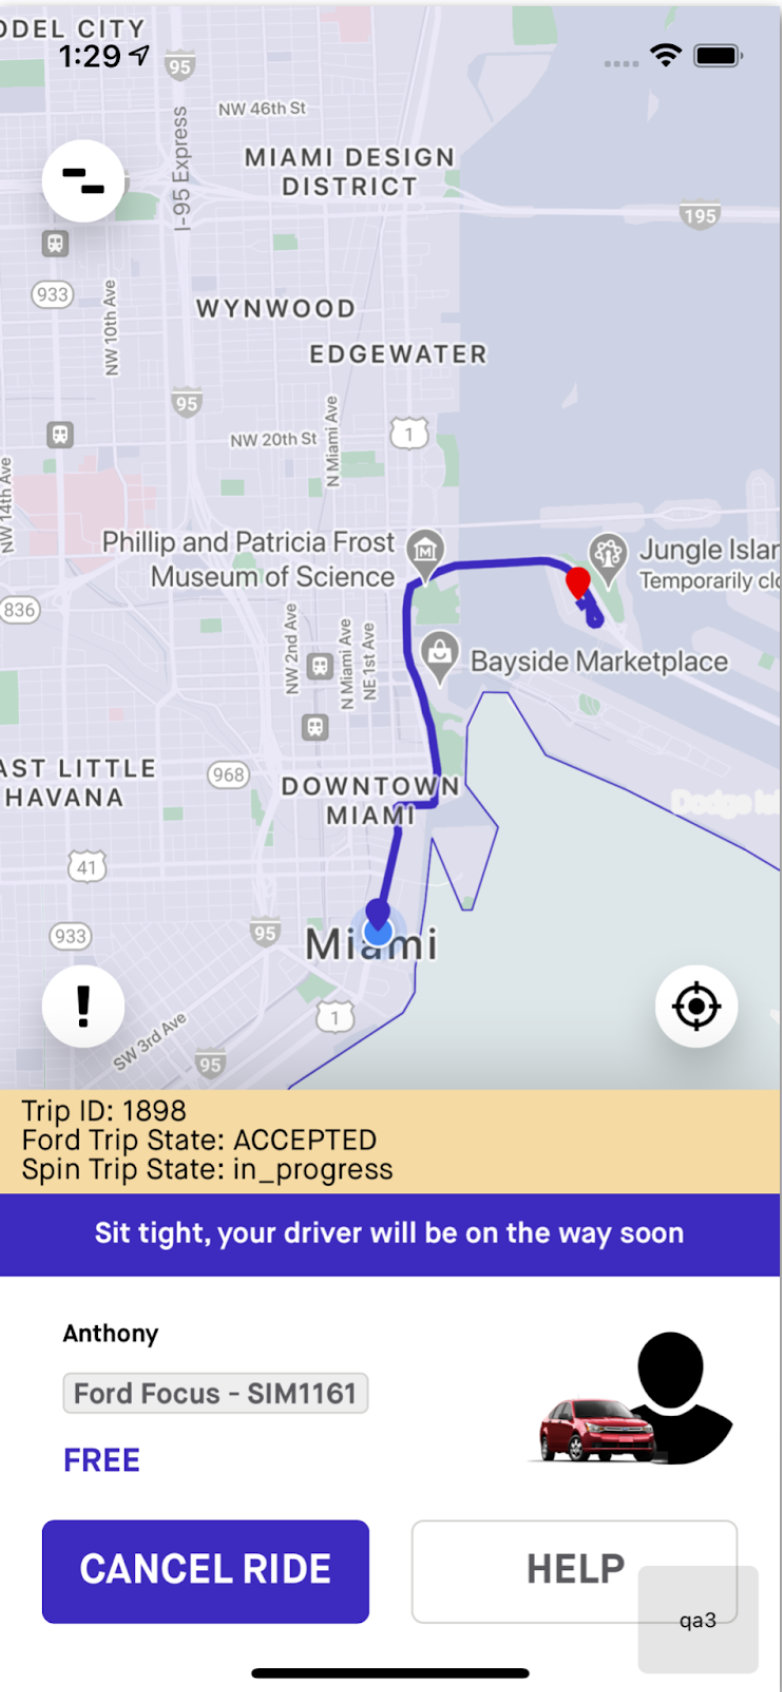 ODEL CITY
1:29
95
NW 46th St
I-95 Express
MIAMI DESIGN
DISTRICT
195
933
NW 10th Ave
WYNWOOD
EDGEWATER
95
1
NW 20th St
N Miami Ave
NW 14th Ave
Phillip and Patricia Frost
Museum of Science
M
Jungle Islan
Temporarily clo
836
NW 2nd Ave
N Miami Ave
NE 1st Ave
Bayside Marketplace
AST LITTLE
HAVANA
968
DOWNTOWN
MIAMI
Dodge Isl
41
933
95
Miami
!
1
SW 3rd Ave
95
Trip ID: 1898
Ford Trip State: ACCEPTED
Spin Trip State: in_progress
Sit tight, your driver will be on the way soon
Anthony
Ford Focus - SIM1161
FREE
CANCEL RIDE
HELP
qa3